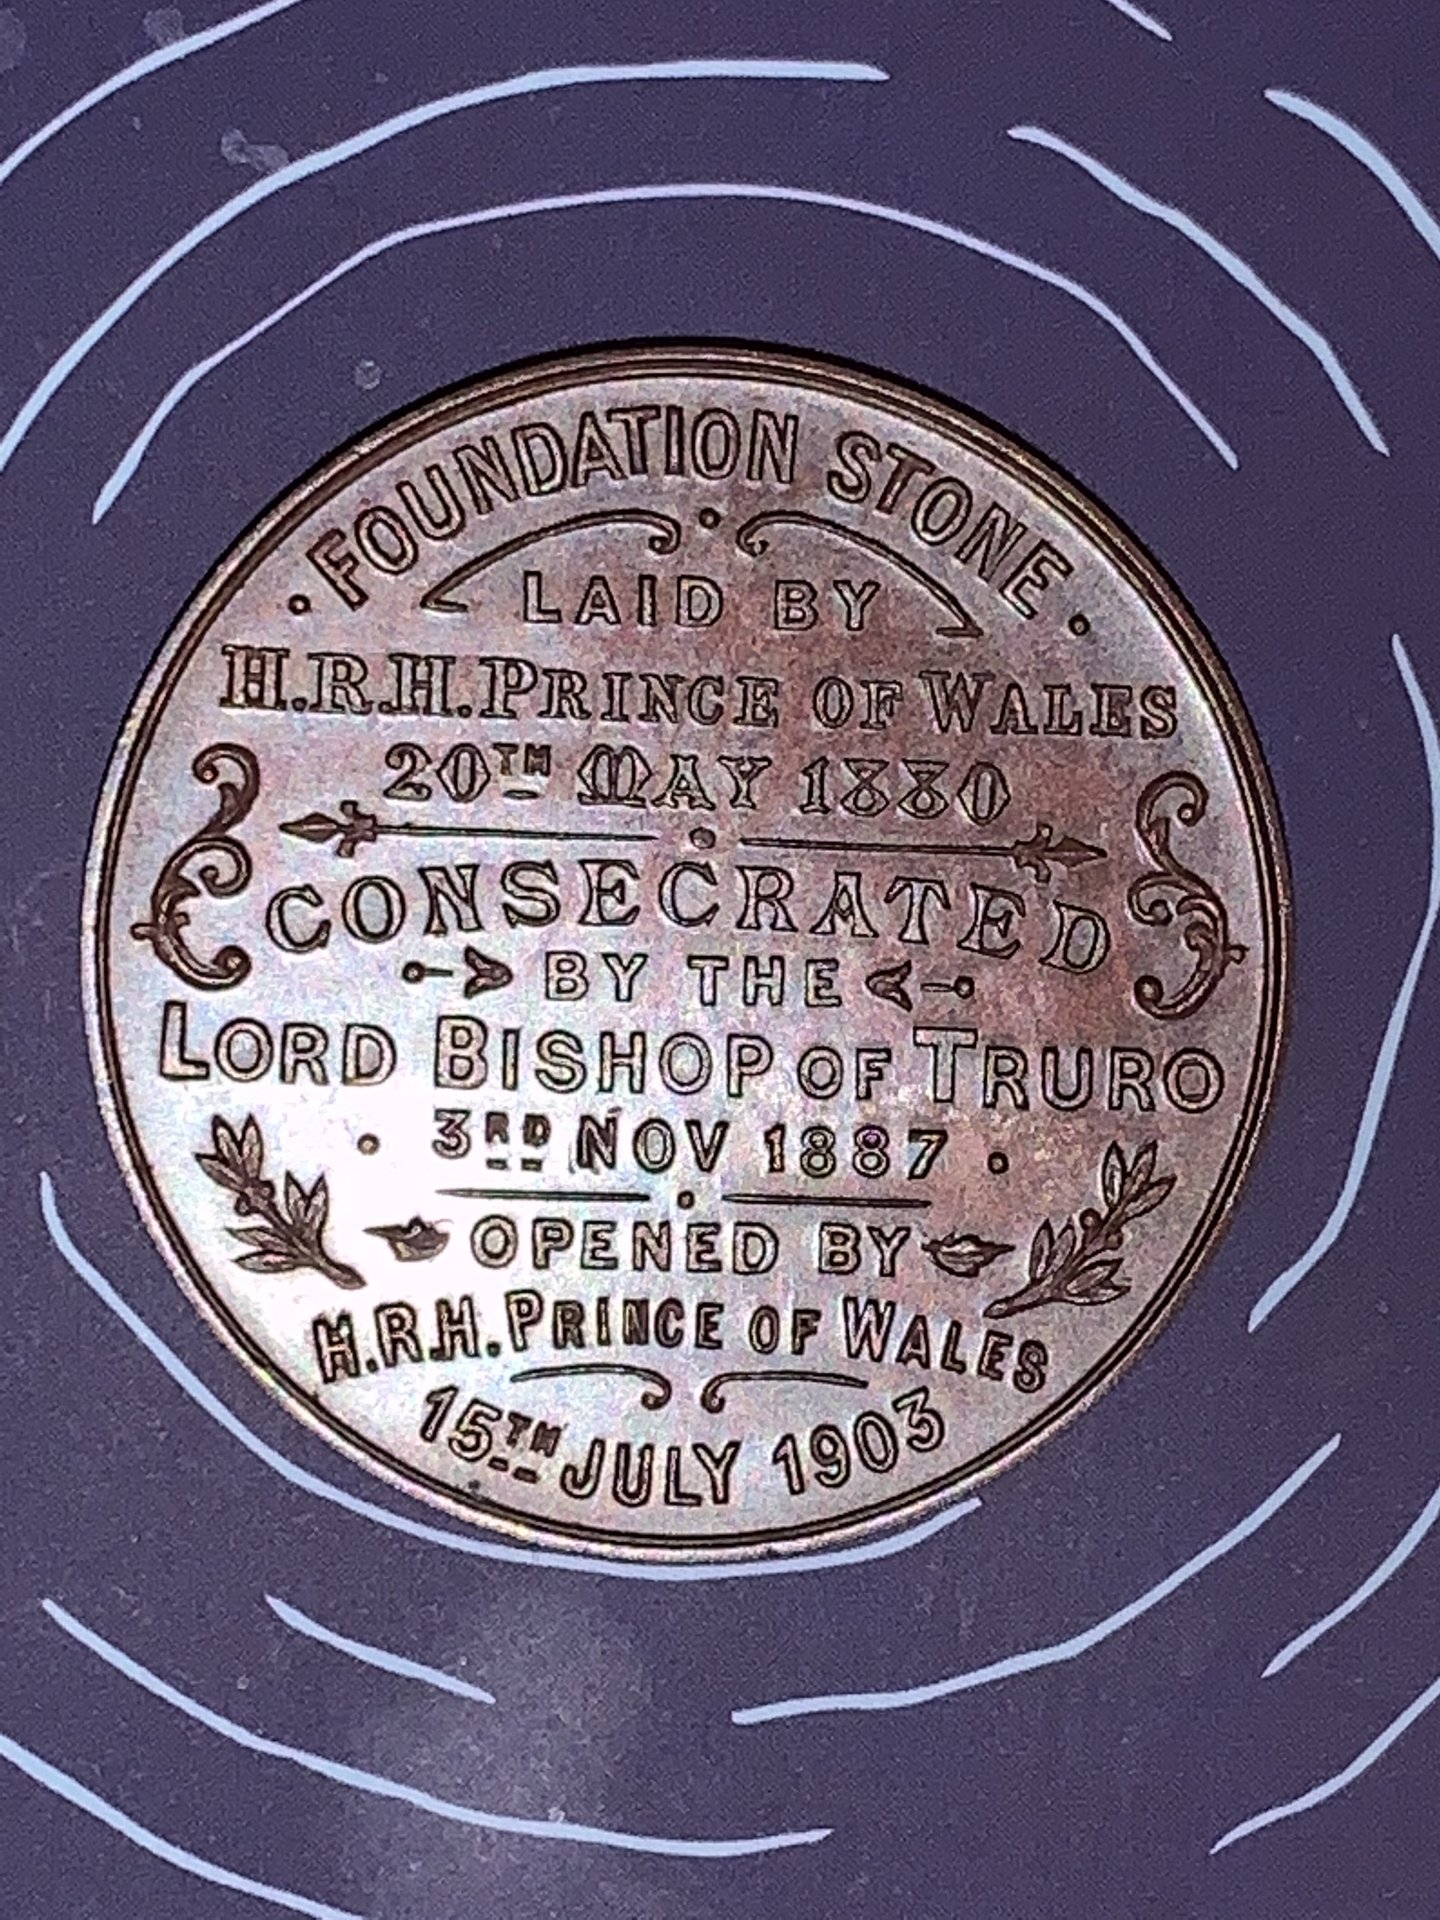 · FOUNDATION STONE ·
LAID BY
H.R.H. PRINCE OF WALES
20TH MAY 1880
CONSECRATED
BY THE
LORD BISHOP OF TRURO
· 3RD NOV 1887 ·
OPENED BY
H.R.H. PRINCE OF WALES
15TH JULY 1903